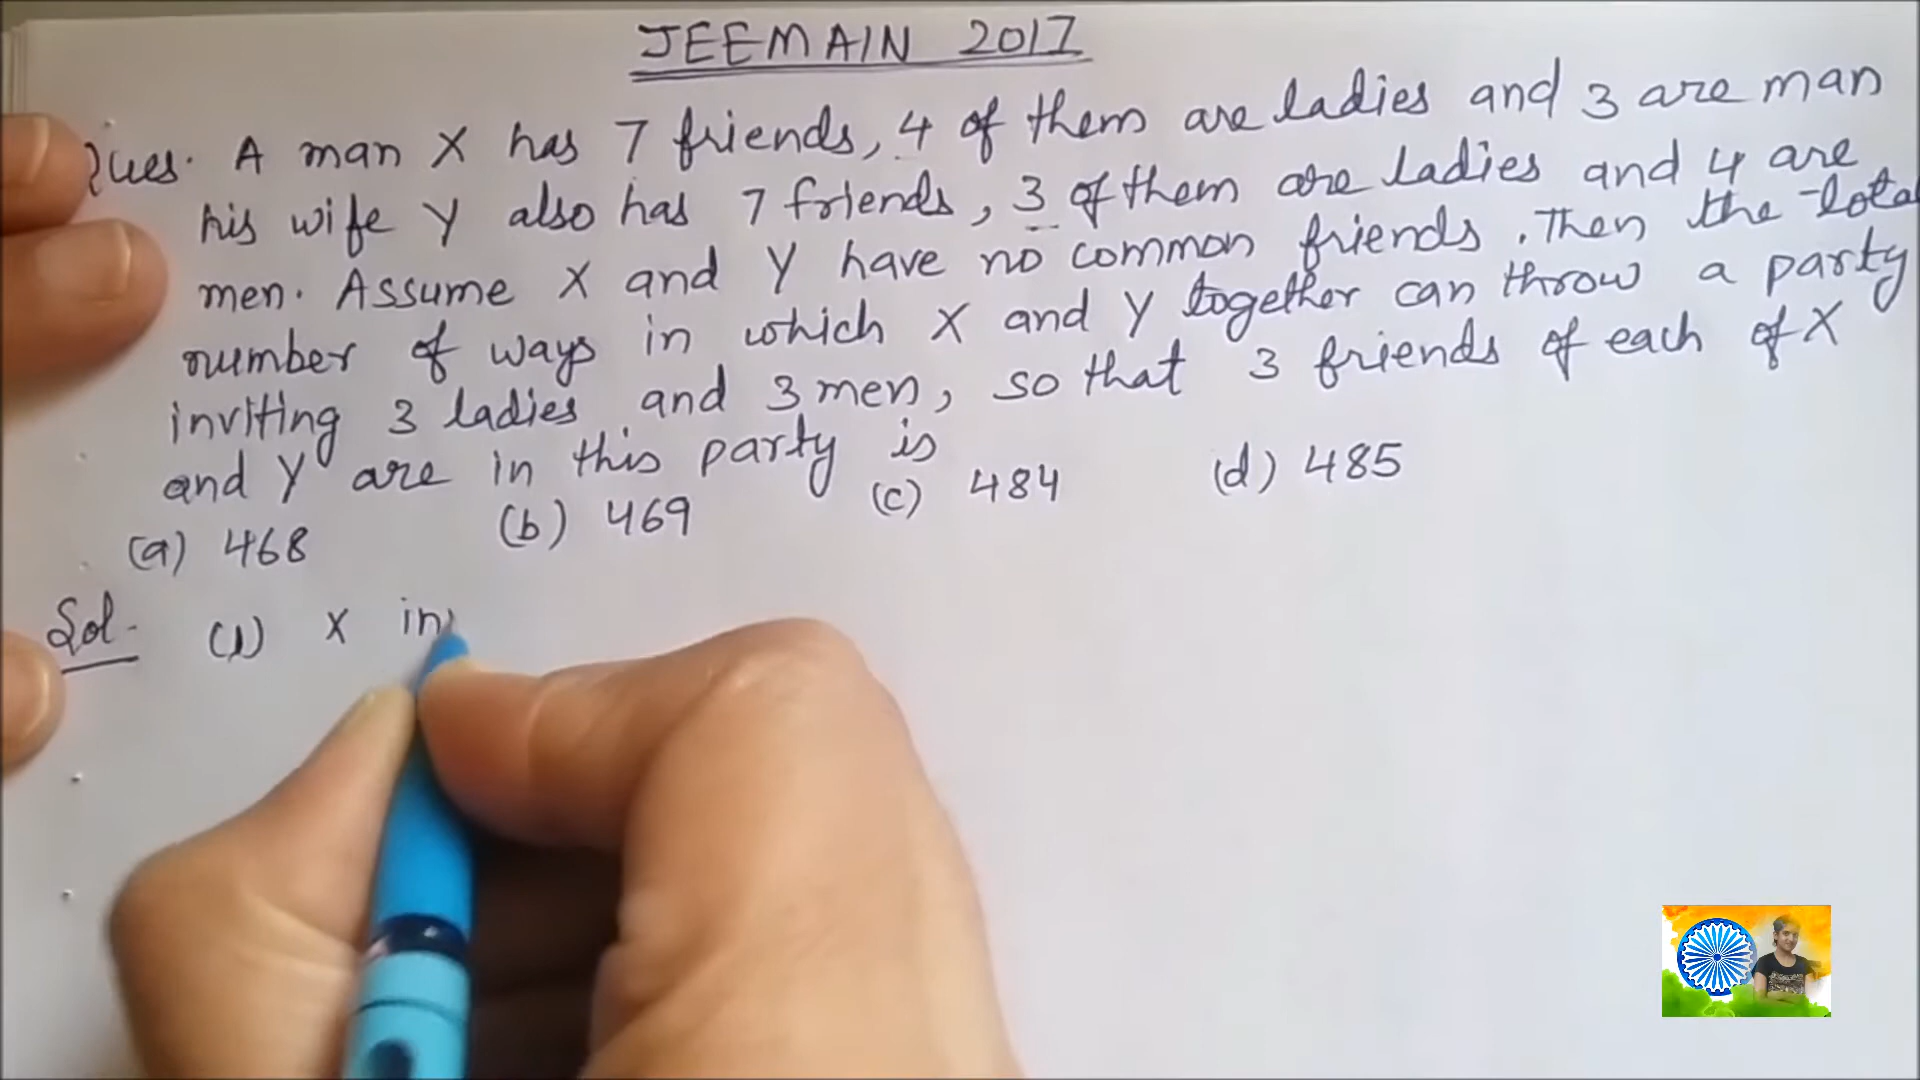 JEEMAIN 2017
Ques. A man X has 7 friends, 4 of them are ladies and 3 are man
his wife Y also has 7 friends, 3 of them are ladies and 4 are
men. Assume X and Y have no common friends. Then the total
number of ways in which X and Y together can throw a party
inviting 3 ladies and 3 men, so that 3 friends of each of X
and Y are in this party is
(a) 468 (b) 469 (c) 484 (d) 485
Sol. (1) X in